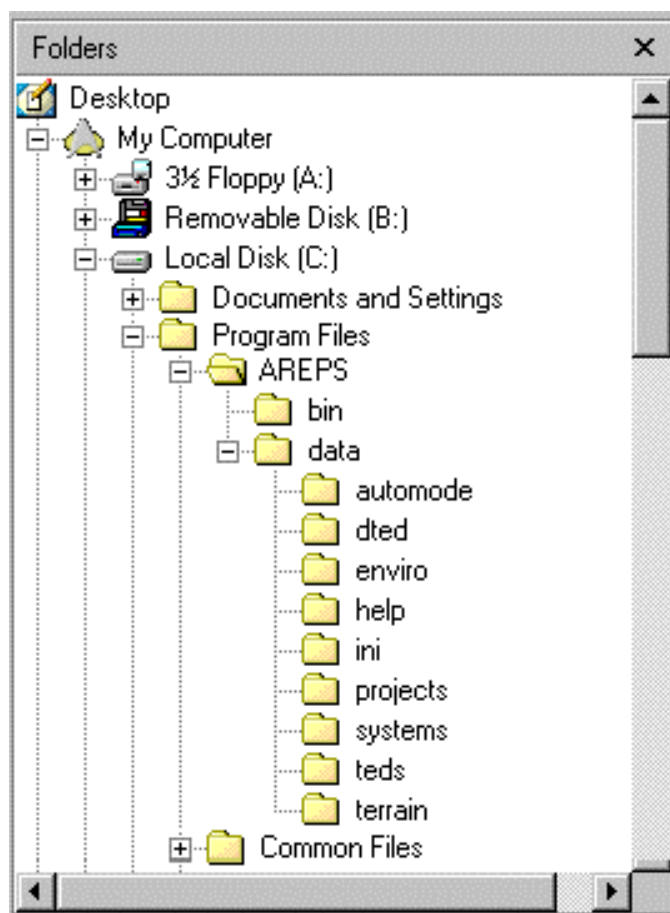 Folders
Desktop
My Computer
3½ Floppy (A:)
Removable Disk (B:)
Local Disk (C:)
Documents and Settings
Program Files
AREPS
bin
data
automode
dted
enviro
help
ini
projects
systems
teds
terrain
Common Files